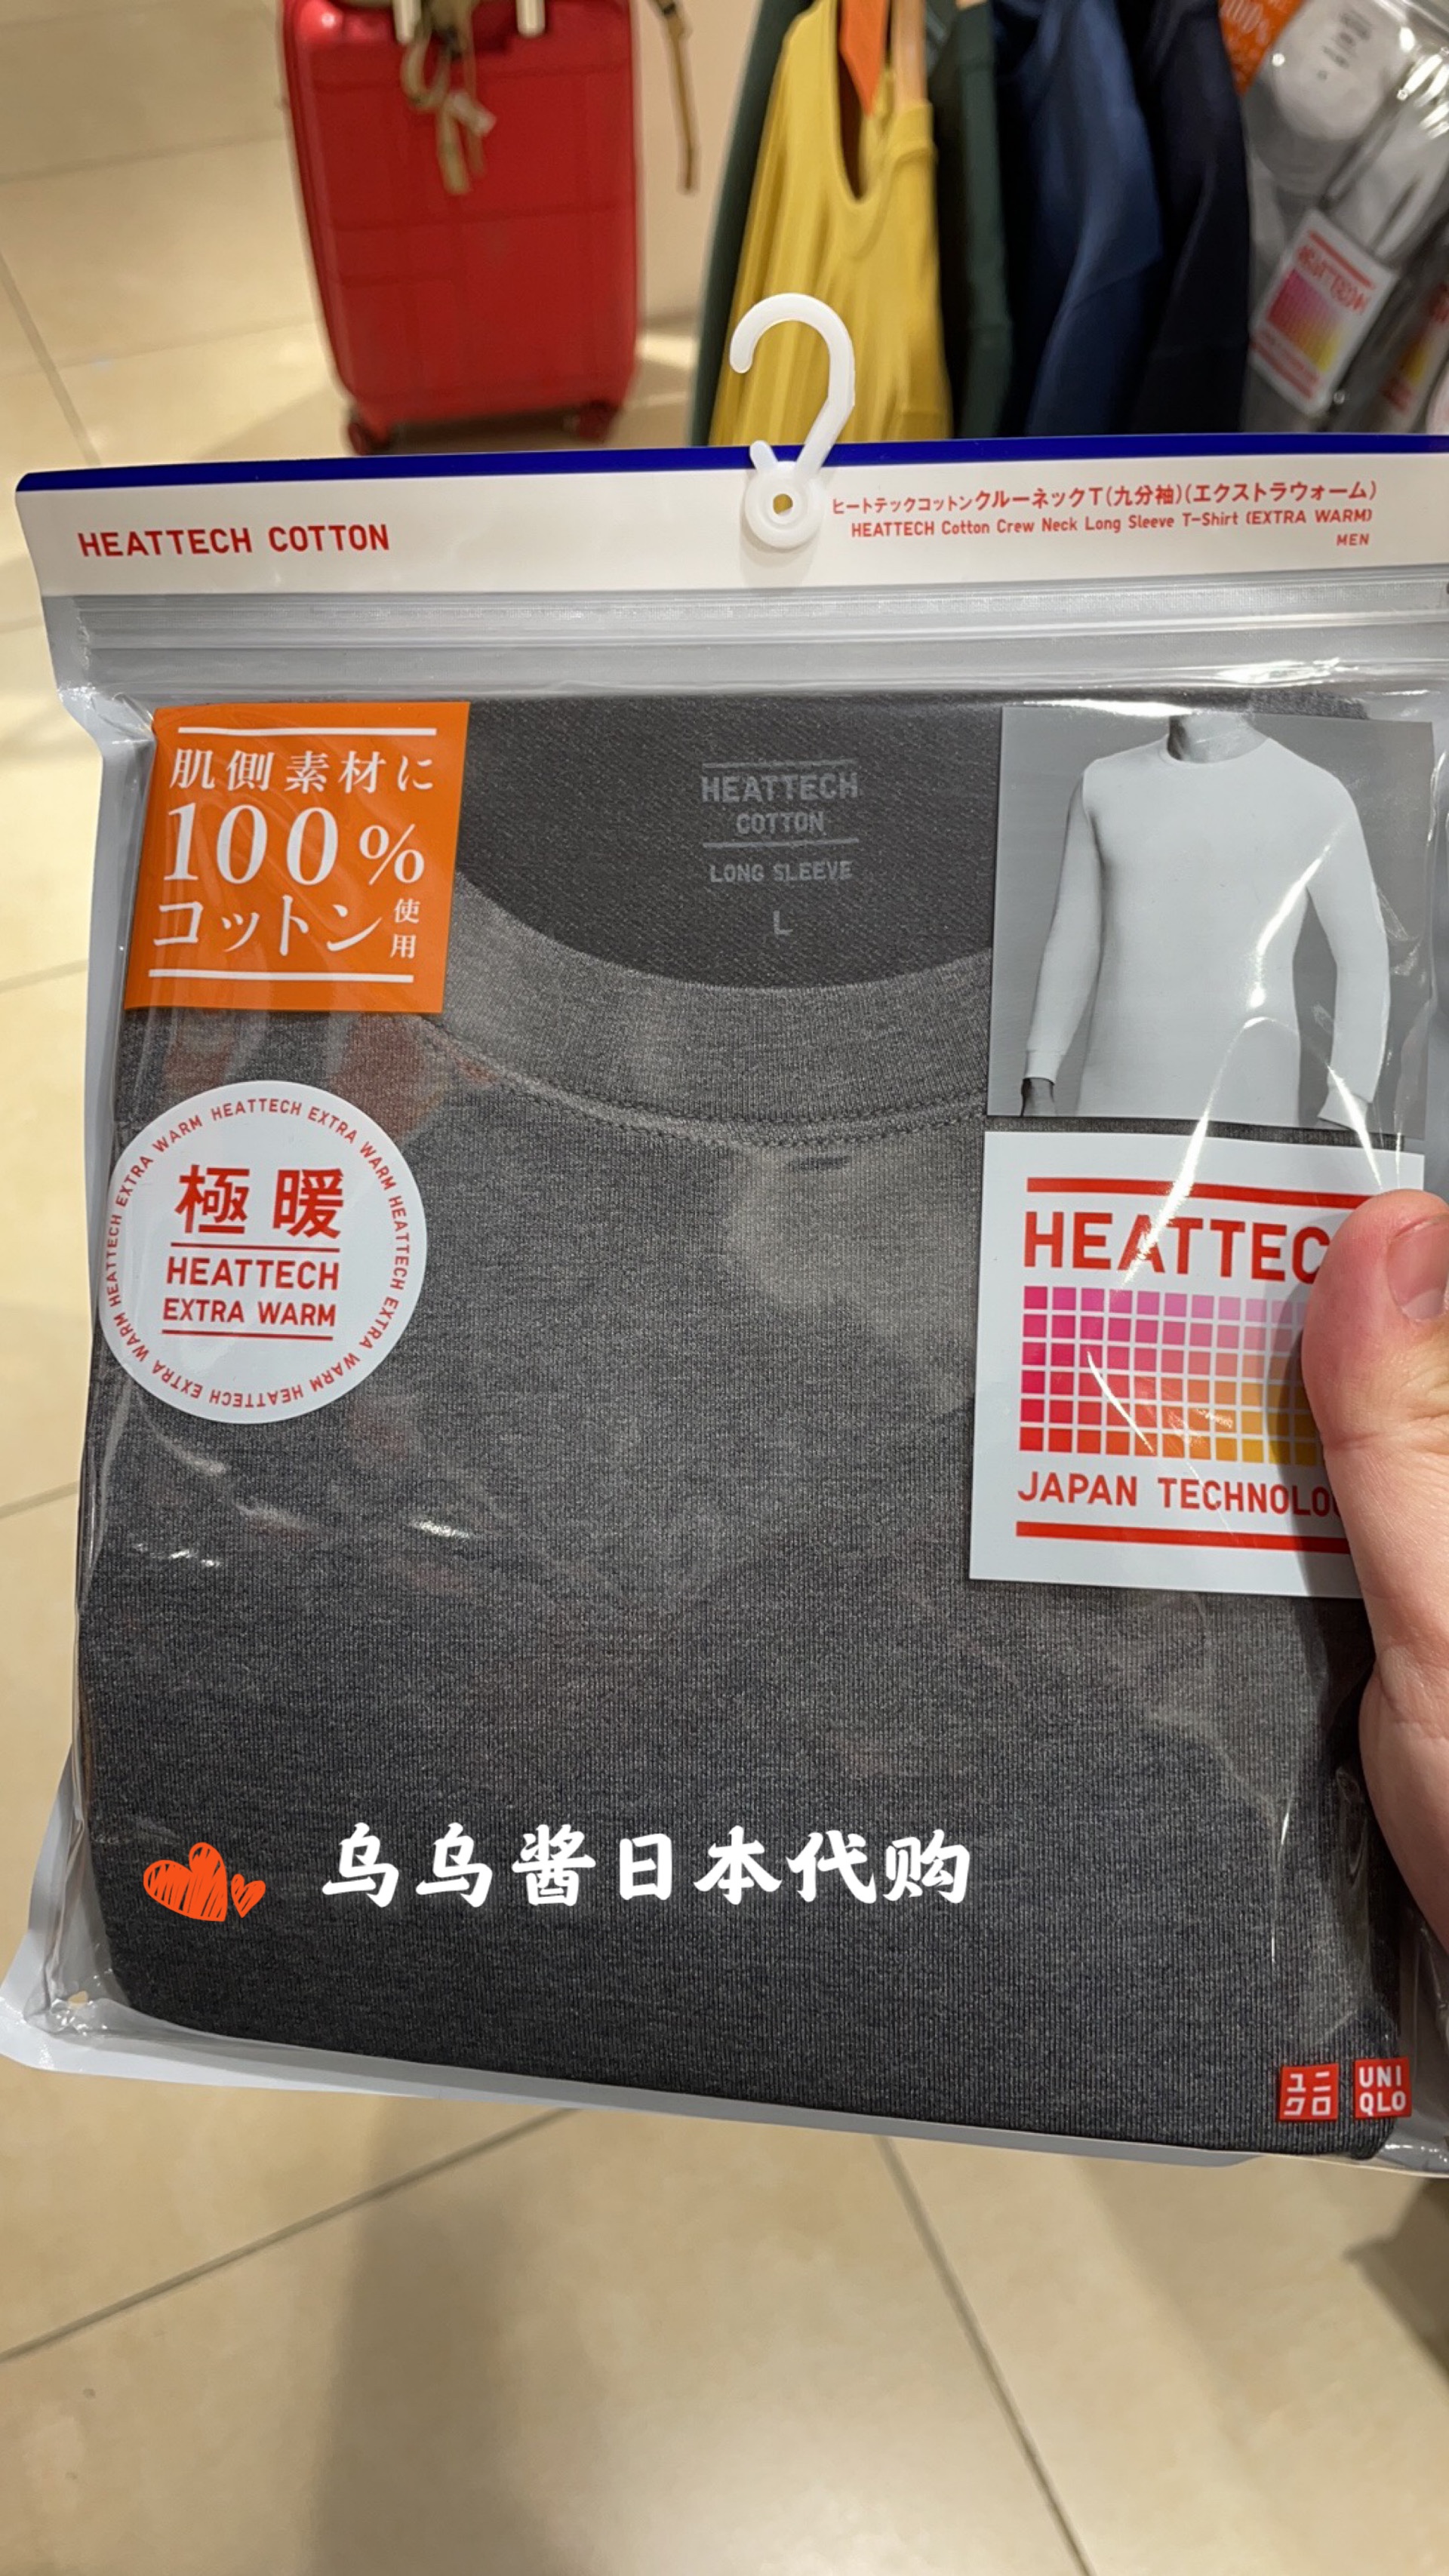 HEATTECH COTTON
ヒートテックコットンクルーネックT(九分袖)(エクストラウォーム)
HEATTECH Cotton Crew Neck Long Sleeve T-Shirt (EXTRA WARM)
MEN
肌側素材に
100%
コットン使用
HEATTECH
COTTON
LONG SLEEVE
L
HEATTECH EXTRA WARM HEATTECH EXTRA WARM HEATTECH EXTRA WARM HEATTECH EXTRA WARM
極暖
HEATTECH
EXTRA WARM
HEATTEC
JAPAN TECHNOLO
乌乌酱日本代购
ユニ
クロ
UNI
QLO
HEATTECH